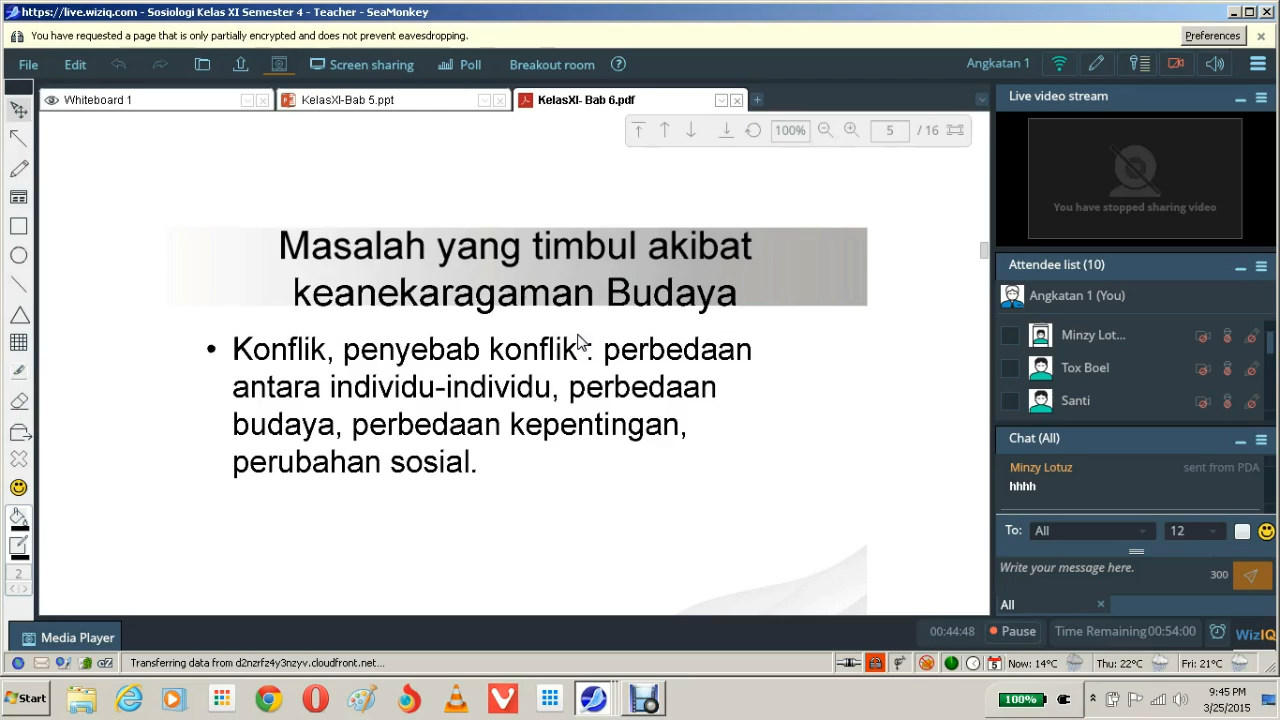 https://live.wiziq.com - Sosiologi Kelas XI Semester 4 - Teacher - SeaMonkey
You have requested a page that is only partially encrypted and does not prevent eavesdropping.
Preferences
File Edit Screen sharing Poll Breakout room Angkatan 1
Whiteboard 1 KelasXI-Bab 5.ppt KelasXI- Bab 6.pdf
100% 5 / 16
Masalah yang timbul akibat
keanekaragaman Budaya
• Konflik, penyebab konflik : perbedaan
antara individu-individu, perbedaan
budaya, perbedaan kepentingan,
perubahan sosial.
Live video stream
You have stopped sharing video
Attendee list (10)
Angkatan 1 (You)
Minzy Lot...
Tox Boel
Santi
Chat (All)
Minzy Lotuz sent from PDA
hhhh
To: All 12
Write your message here. 300
All
2
Media Player 00:44:48 Pause Time Remaining 00:54:00 WizIQ
Transferring data from d2nzrfz4y3nzyv.cloudfront.net... 5 Now: 14°C Thu: 22°C Fri: 21°C
Start 100% 9:45 PM
3/25/2015